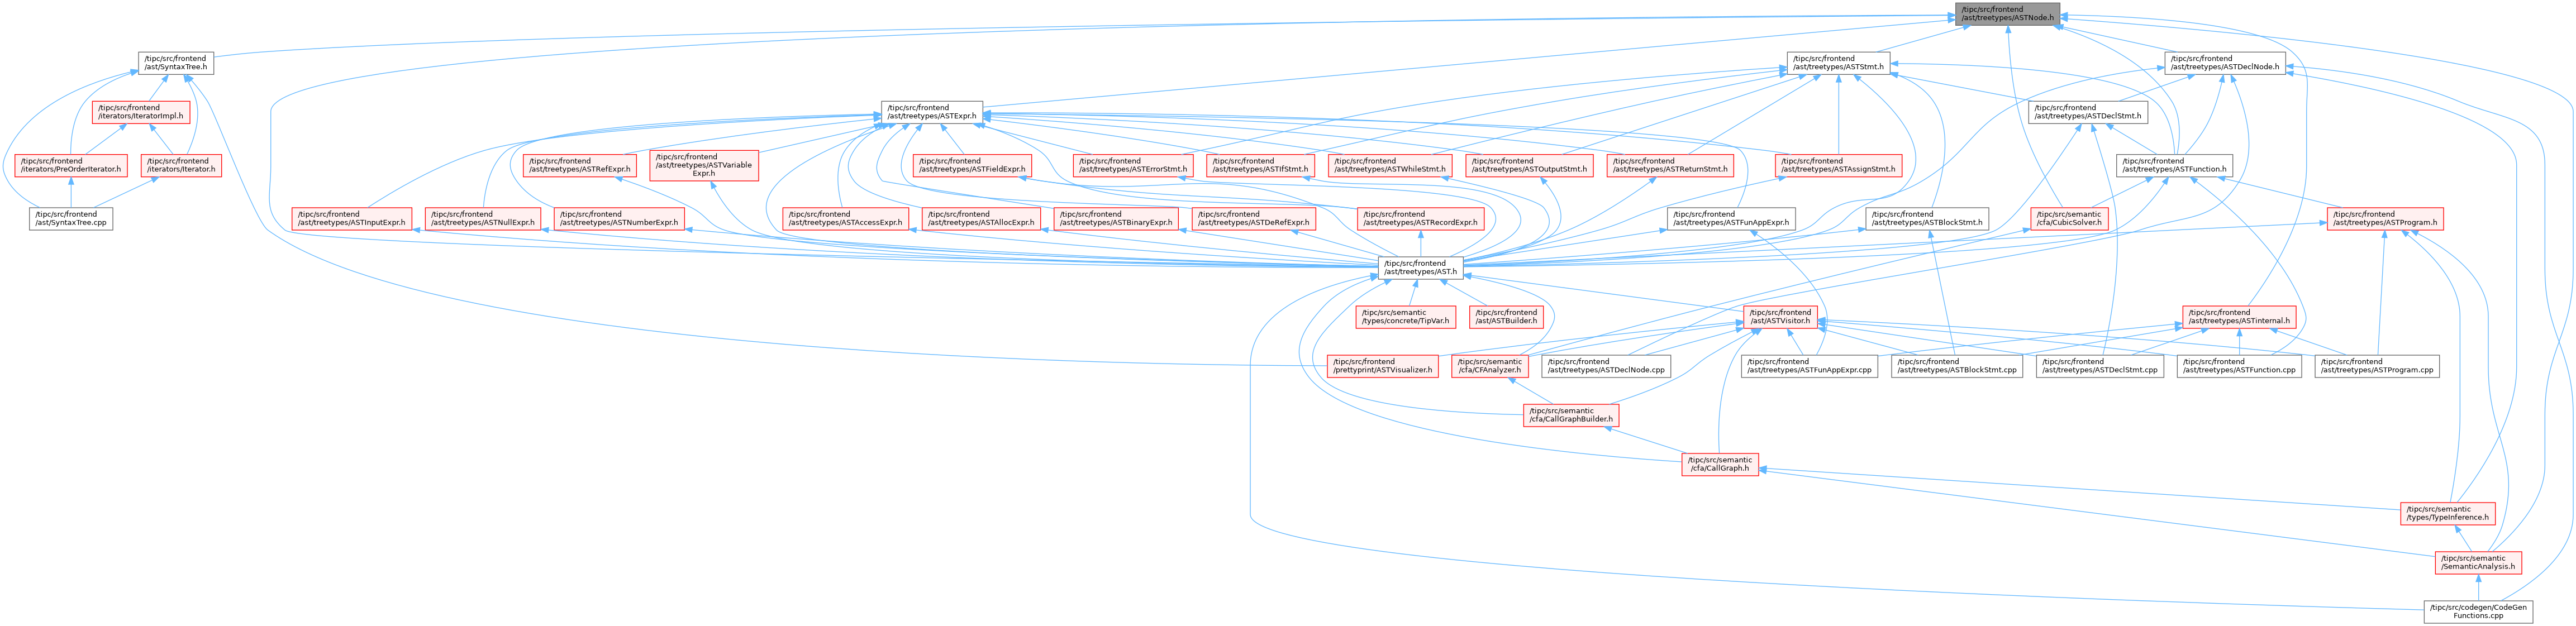 /tipc/src/frontend
/ast/treetypes/ASTNode.h
/tipc/src/frontend
/ast/SyntaxTree.h
/tipc/src/frontend
/ast/treetypes/ASTStmt.h
/tipc/src/frontend
/ast/treetypes/ASTDeclNode.h
/tipc/src/frontend
/iterators/IteratorImpl.h
/tipc/src/frontend
/ast/treetypes/ASTExpr.h
/tipc/src/frontend
/ast/treetypes/ASTDeclStmt.h
/tipc/src/frontend
/iterators/PreOrderIterator.h
/tipc/src/frontend
/iterators/Iterator.h
/tipc/src/frontend
/ast/treetypes/ASTRefExpr.h
/tipc/src/frontend
/ast/treetypes/ASTVariable
Expr.h
/tipc/src/frontend
/ast/treetypes/ASTFieldExpr.h
/tipc/src/frontend
/ast/treetypes/ASTErrorStmt.h
/tipc/src/frontend
/ast/treetypes/ASTIfStmt.h
/tipc/src/frontend
/ast/treetypes/ASTWhileStmt.h
/tipc/src/frontend
/ast/treetypes/ASTOutputStmt.h
/tipc/src/frontend
/ast/treetypes/ASTReturnStmt.h
/tipc/src/frontend
/ast/treetypes/ASTAssignStmt.h
/tipc/src/frontend
/ast/treetypes/ASTFunction.h
/tipc/src/frontend
/ast/SyntaxTree.cpp
/tipc/src/frontend
/ast/treetypes/ASTInputExpr.h
/tipc/src/frontend
/ast/treetypes/ASTNullExpr.h
/tipc/src/frontend
/ast/treetypes/ASTNumberExpr.h
/tipc/src/frontend
/ast/treetypes/ASTAccessExpr.h
/tipc/src/frontend
/ast/treetypes/ASTAllocExpr.h
/tipc/src/frontend
/ast/treetypes/ASTBinaryExpr.h
/tipc/src/frontend
/ast/treetypes/ASTDeRefExpr.h
/tipc/src/frontend
/ast/treetypes/ASTRecordExpr.h
/tipc/src/frontend
/ast/treetypes/ASTFunAppExpr.h
/tipc/src/frontend
/ast/treetypes/ASTBlockStmt.h
/tipc/src/semantic
/cfa/CubicSolver.h
/tipc/src/frontend
/ast/treetypes/ASTProgram.h
/tipc/src/frontend
/ast/treetypes/AST.h
/tipc/src/semantic
/types/concrete/TipVar.h
/tipc/src/frontend
/ast/ASTBuilder.h
/tipc/src/frontend
/ast/ASTVisitor.h
/tipc/src/frontend
/ast/treetypes/ASTinternal.h
/tipc/src/frontend
/prettyprint/ASTVisualizer.h
/tipc/src/semantic
/cfa/CFAnalyzer.h
/tipc/src/frontend
/ast/treetypes/ASTDeclNode.cpp
/tipc/src/frontend
/ast/treetypes/ASTFunAppExpr.cpp
/tipc/src/frontend
/ast/treetypes/ASTBlockStmt.cpp
/tipc/src/frontend
/ast/treetypes/ASTDeclStmt.cpp
/tipc/src/frontend
/ast/treetypes/ASTFunction.cpp
/tipc/src/frontend
/ast/treetypes/ASTProgram.cpp
/tipc/src/semantic
/cfa/CallGraphBuilder.h
/tipc/src/semantic
/cfa/CallGraph.h
/tipc/src/semantic
/types/TypeInference.h
/tipc/src/semantic
/SemanticAnalysis.h
/tipc/src/codegen/CodeGen
Functions.cpp